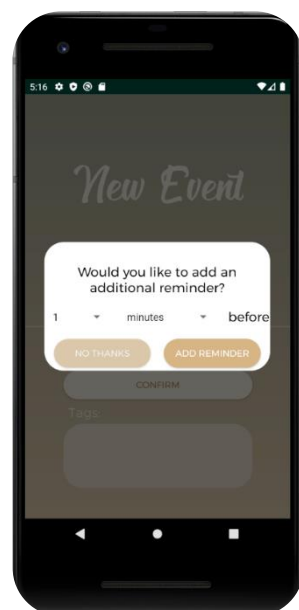 5:16
New Event
Would you like to add an
additional reminder?
1 minutes before
NO THANKS ADD REMINDER
CONFIRM
Tags